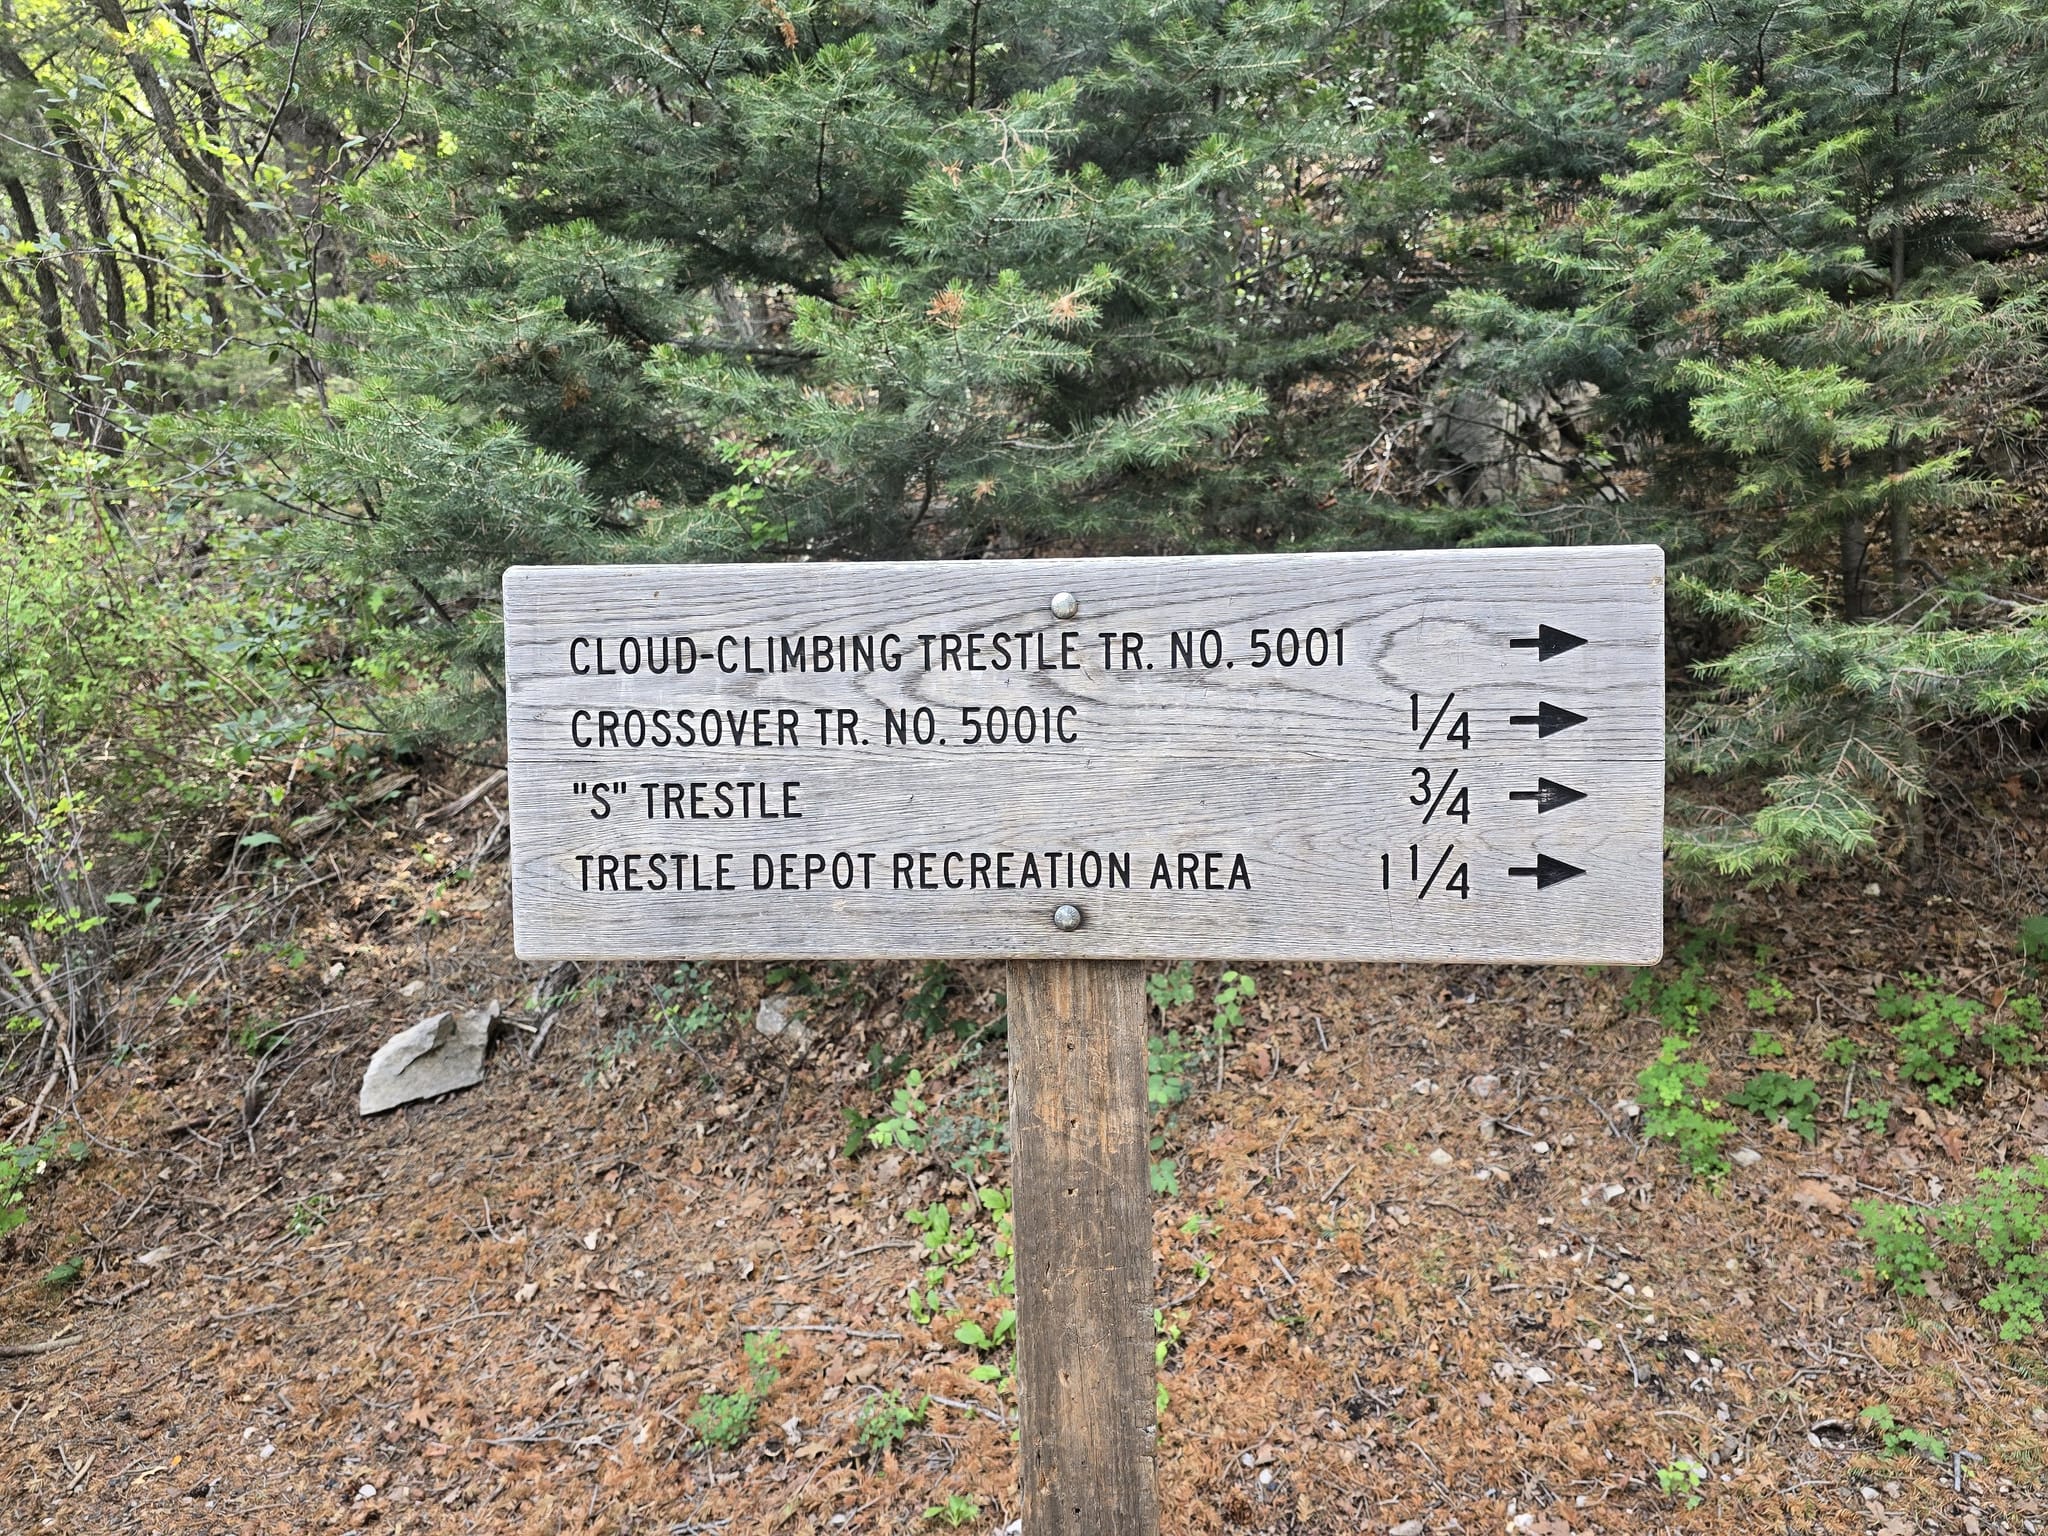 CLOUD-CLIMBING TRESTLE TR. NO. 5001
CROSSOVER TR. NO. 5001C 1/4
"S" TRESTLE 3/4
TRESTLE DEPOT RECREATION AREA 1 1/4